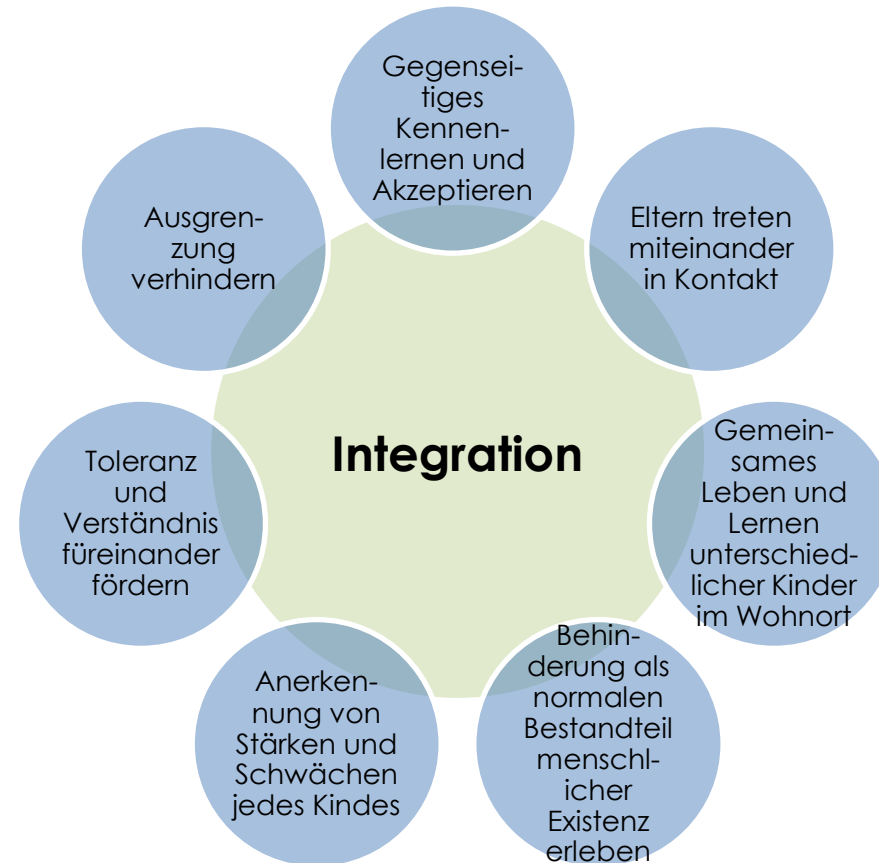 Gegensei-
tiges
Kennen-
lernen und
Akzeptieren
Eltern treten
miteinander
in Kontakt
Gemein-
sames
Leben und
Lernen
unterschied-
licher Kinder
im Wohnort
Behin-
derung als
normalen
Bestandteil
menschl-
icher
Existenz
erleben
Anerken-
nung von
Stärken und
Schwächen
jedes Kindes
Toleranz
und
Verständnis
füreinander
fördern
Ausgren-
zung
verhindern
Integration